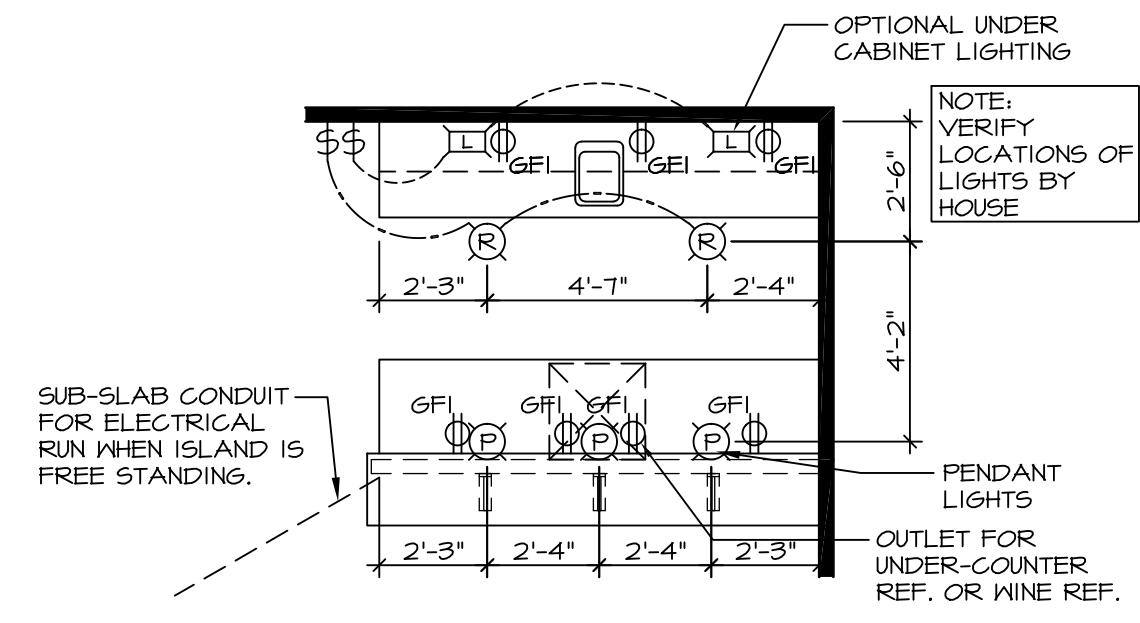 OPTIONAL UNDER
CABINET LIGHTING
NOTE:
VERIFY
LOCATIONS OF
LIGHTS BY
HOUSE
$ $
L
GFI
GFI
L
GFI
2'-6"
R
R
2'-3"
4'-7"
2'-4"
4'-2"
SUB-SLAB CONDUIT
FOR ELECTRICAL
RUN WHEN ISLAND IS
FREE STANDING.
GFI
GFI
GFI
GFI
P
P
P
PENDANT
LIGHTS
OUTLET FOR
UNDER-COUNTER
REF. OR WINE REF.
2'-3"
2'-4"
2'-4"
2'-3"